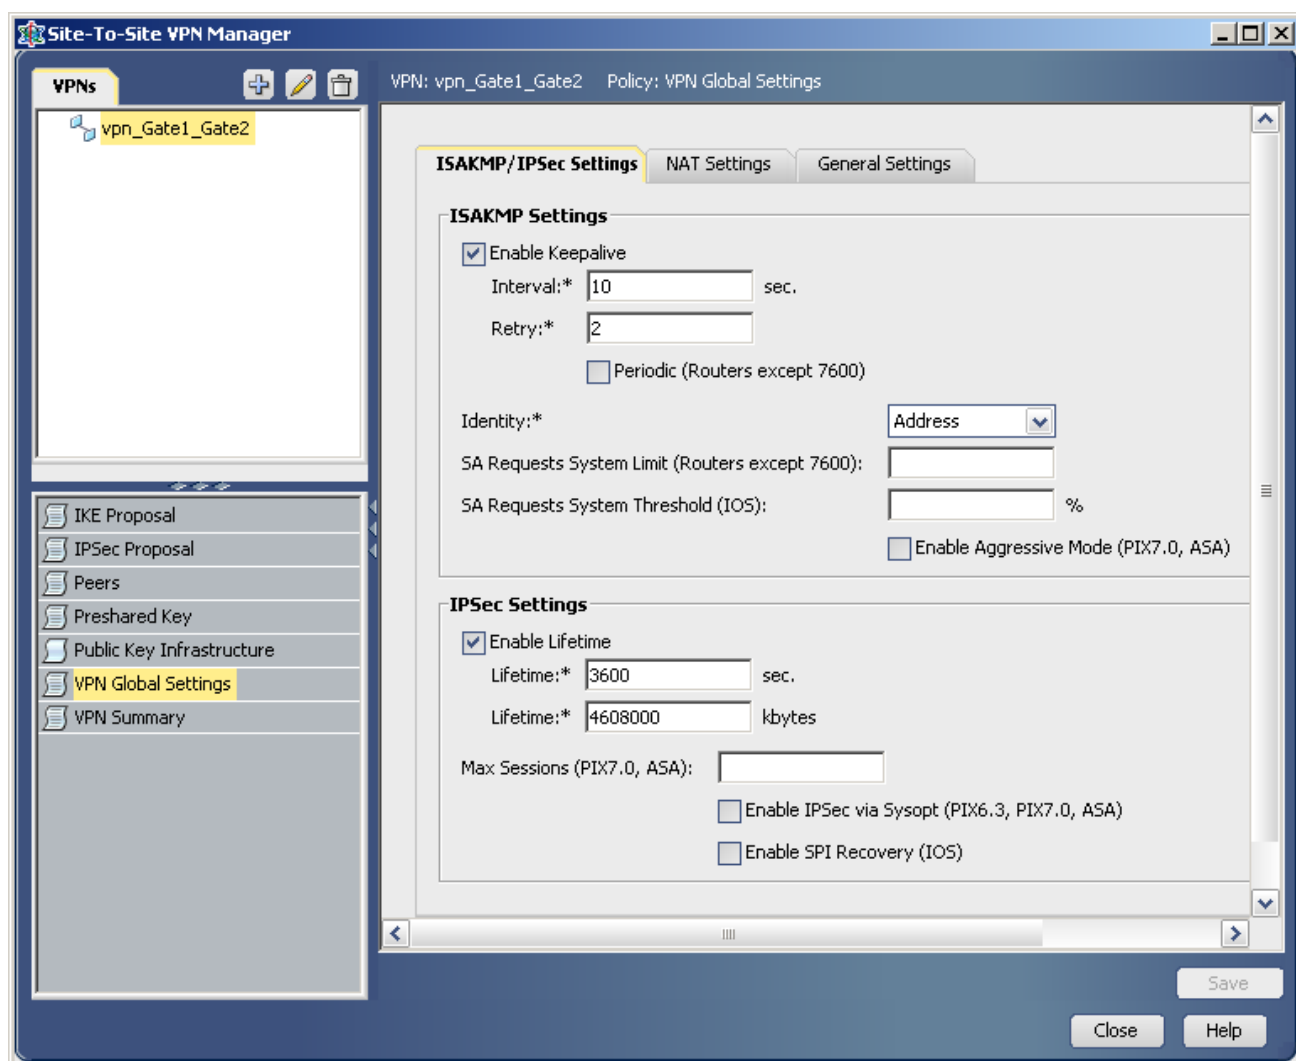 Site-To-Site VPN Manager
VPNs
VPN: vpn_Gate1_Gate2 Policy: VPN Global Settings
vpn_Gate1_Gate2
IKE Proposal
IPSec Proposal
Peers
Preshared Key
Public Key Infrastructure
VPN Global Settings
VPN Summary
ISAKMP/IPSec Settings NAT Settings General Settings
ISAKMP Settings
Enable Keepalive
Interval:* 10 sec.
Retry:* 2
Periodic (Routers except 7600)
Identity:* Address
SA Requests System Limit (Routers except 7600):
SA Requests System Threshold (IOS): %
Enable Aggressive Mode (PIX7.0, ASA)
IPSec Settings
Enable Lifetime
Lifetime:* 3600 sec.
Lifetime:* 4608000 kbytes
Max Sessions (PIX7.0, ASA):
Enable IPSec via Sysopt (PIX6.3, PIX7.0, ASA)
Enable SPI Recovery (IOS)
Save
Close Help